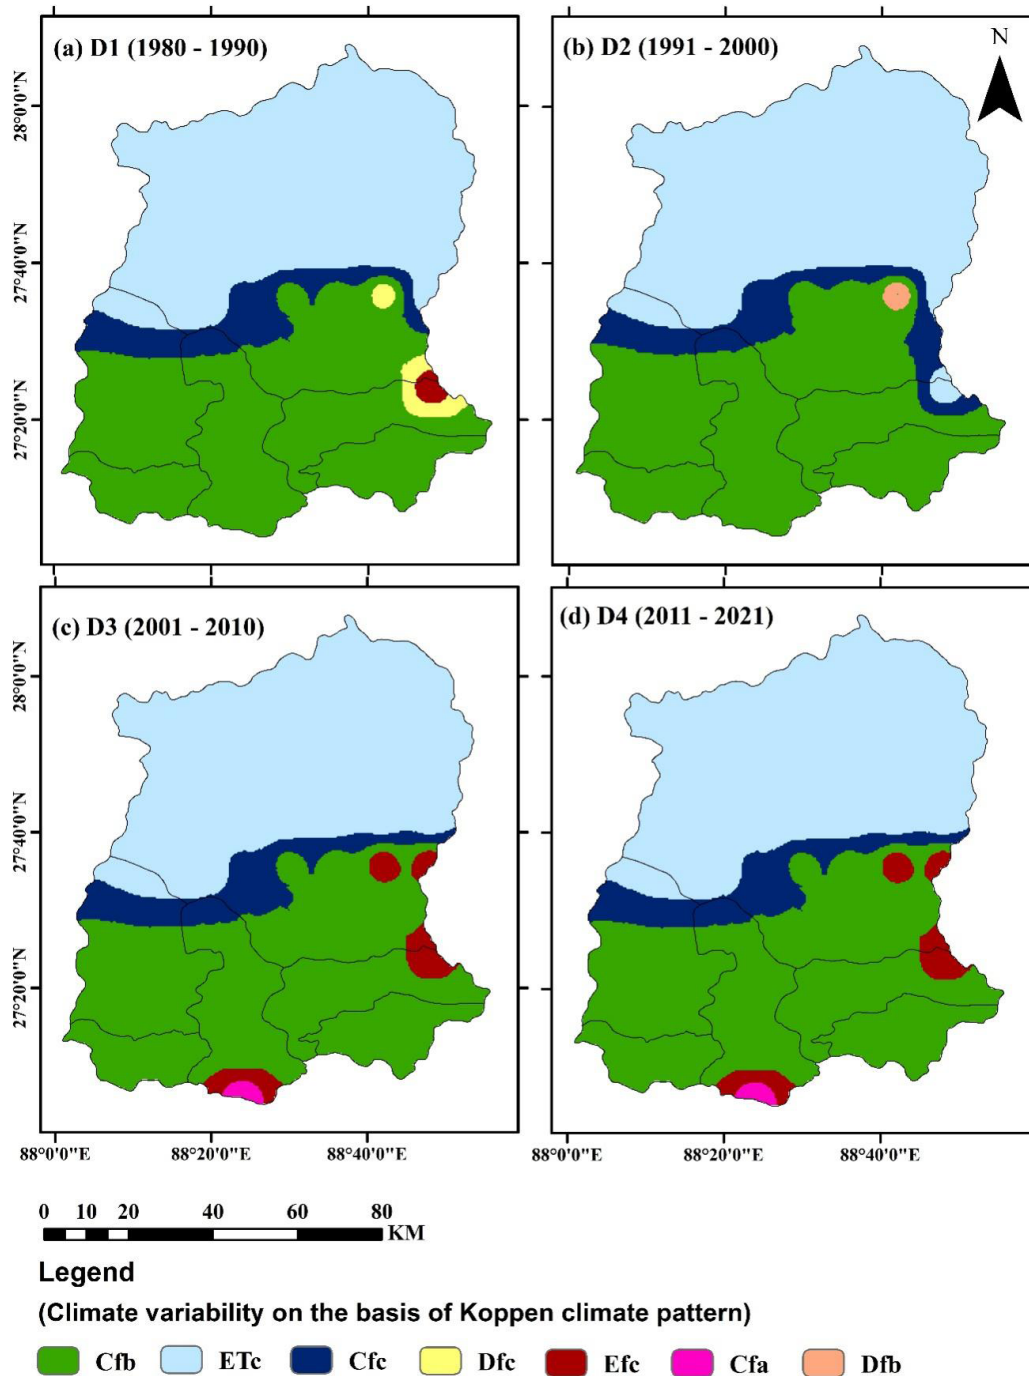 (a) D1 (1980 - 1990)
(b) D2 (1991 - 2000)
N
28°0'0"N
27°40'0"N
27°20'0"N
(c) D3 (2001 - 2010)
(d) D4 (2011 - 2021)
28°0'0"N
27°40'0"N
27°20'0"N
88°0'0"E 88°20'0"E 88°40'0"E 88°0'0"E 88°20'0"E 88°40'0"E
0 10 20 40 60 80
KM
Legend
(Climate variability on the basis of Koppen climate pattern)
Cfb ETc Cfc Dfc Efc Cfa Dfb